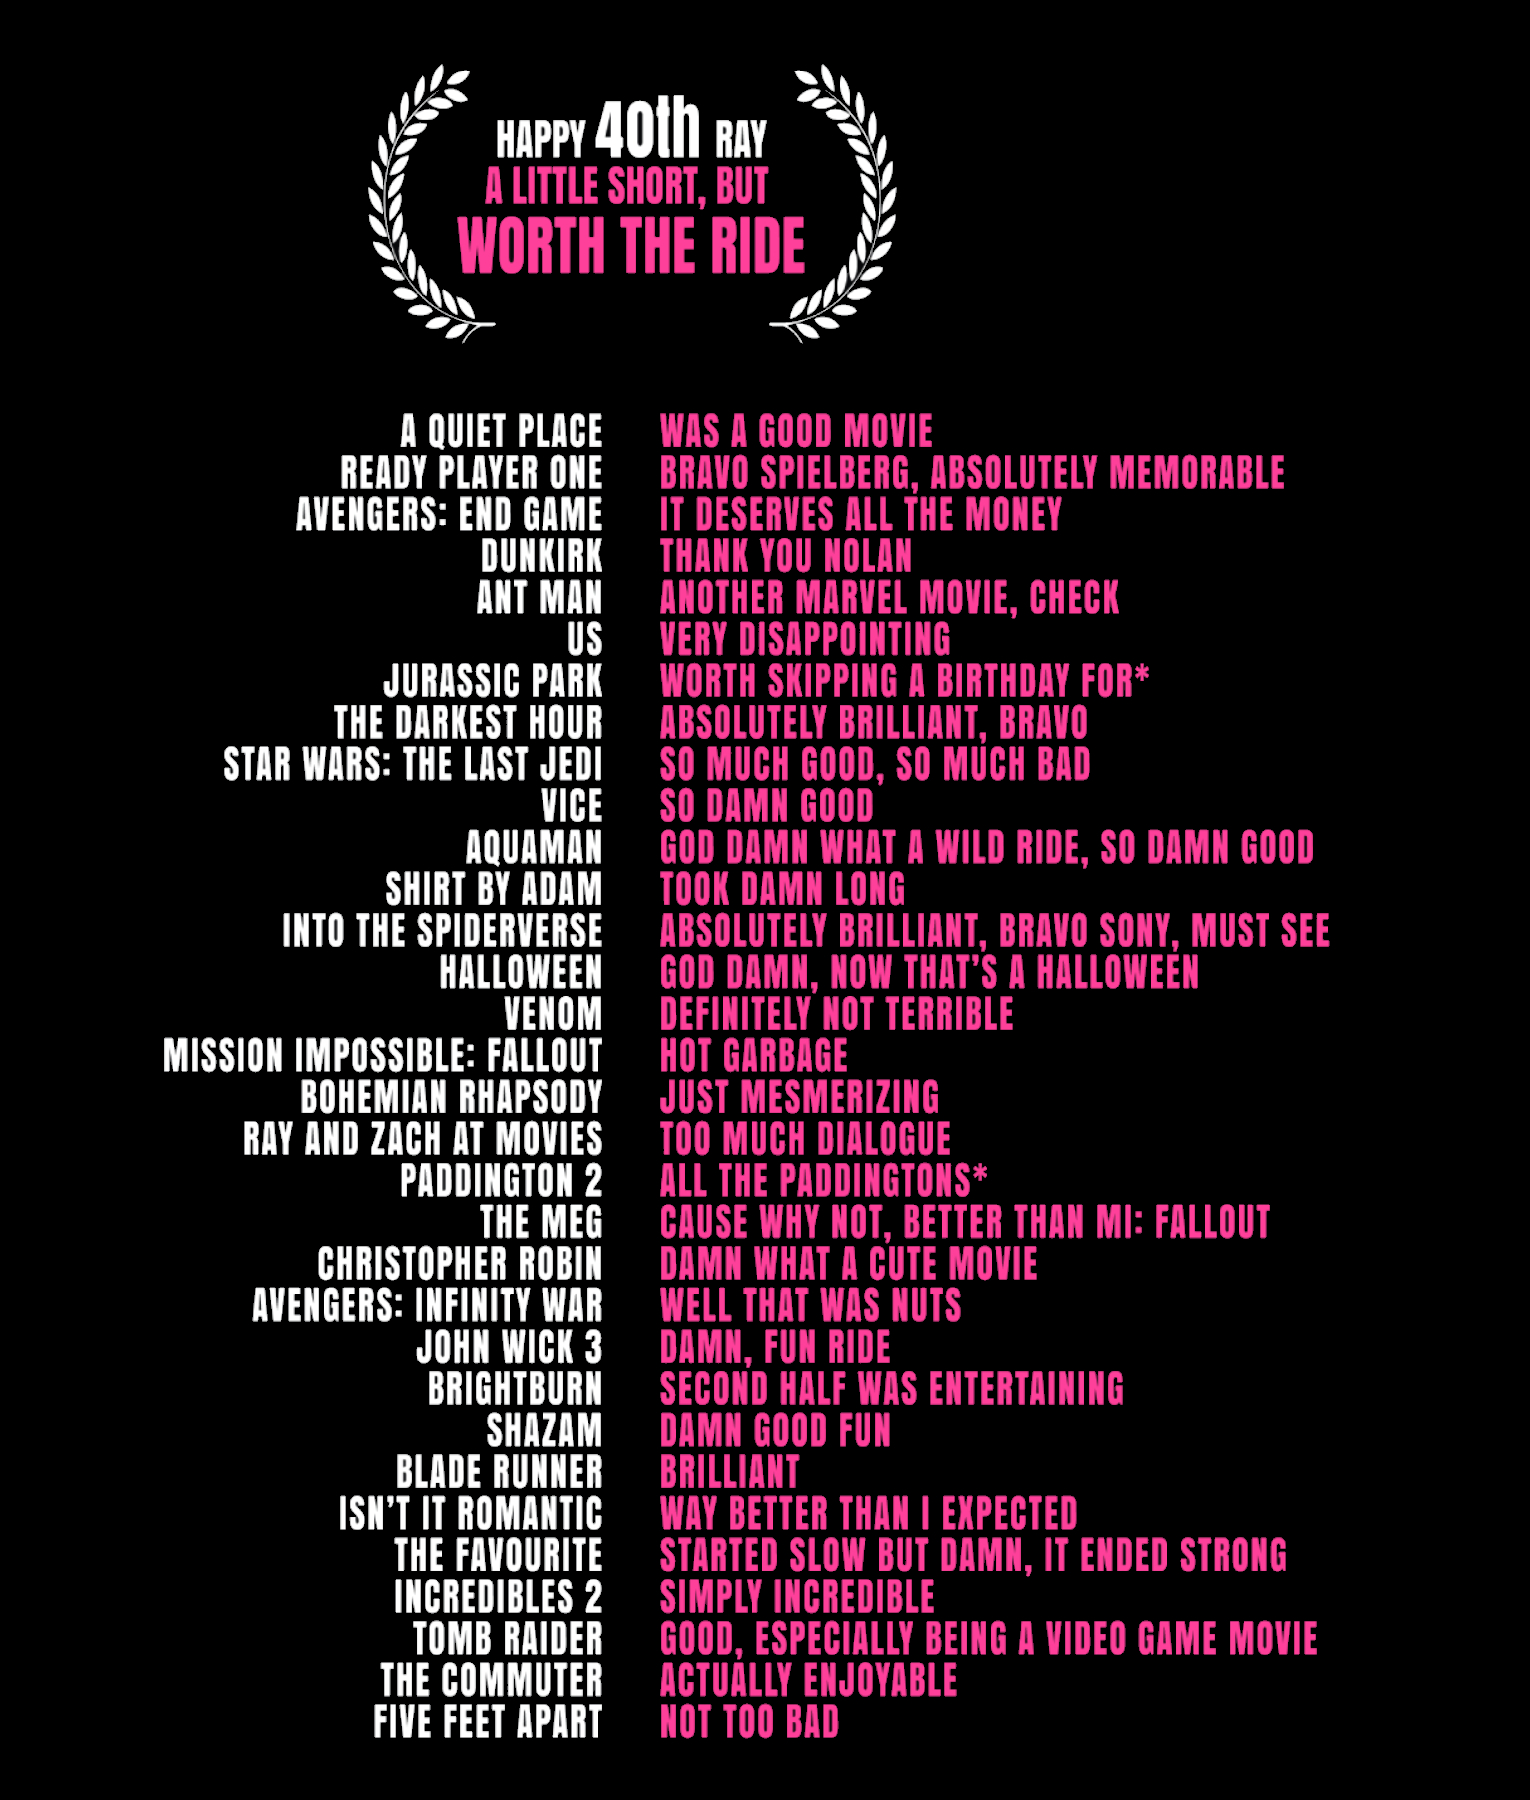 HAPPY 40th RAY
A LITTLE SHORT, BUT
WORTH THE RIDE
A QUIET PLACE WAS A GOOD MOVIE
READY PLAYER ONE BRAVO SPIELBERG, ABSOLUTELY MEMORABLE
AVENGERS: END GAME IT DESERVES ALL THE MONEY
DUNKIRK THANK YOU NOLAN
ANT MAN ANOTHER MARVEL MOVIE, CHECK
US VERY DISAPPOINTING
JURASSIC PARK WORTH SKIPPING A BIRTHDAY FOR*
THE DARKEST HOUR ABSOLUTELY BRILLIANT, BRAVO
STAR WARS: THE LAST JEDI SO MUCH GOOD, SO MUCH BAD
VICE SO DAMN GOOD
AQUAMAN GOD DAMN WHAT A WILD RIDE, SO DAMN GOOD
SHIRT BY ADAM TOOK DAMN LONG
INTO THE SPIDERVERSE ABSOLUTELY BRILLIANT, BRAVO SONY, MUST SEE
HALLOWEEN GOD DAMN, NOW THAT'S A HALLOWEEN
VENOM DEFINITELY NOT TERRIBLE
MISSION IMPOSSIBLE: FALLOUT HOT GARBAGE
BOHEMIAN RHAPSODY JUST MESMERIZING
RAY AND ZACH AT MOVIES TOO MUCH DIALOGUE
PADDINGTON 2 ALL THE PADDINGTONS*
THE MEG CAUSE WHY NOT, BETTER THAN MI: FALLOUT
CHRISTOPHER ROBIN DAMN WHAT A CUTE MOVIE
AVENGERS: INFINITY WAR WELL THAT WAS NUTS
JOHN WICK 3 DAMN, FUN RIDE
BRIGHTBURN SECOND HALF WAS ENTERTAINING
SHAZAM DAMN GOOD FUN
BLADE RUNNER BRILLIANT
ISN'T IT ROMANTIC WAY BETTER THAN I EXPECTED
THE FAVOURITE STARTED SLOW BUT DAMN, IT ENDED STRONG
INCREDIBLES 2 SIMPLY INCREDIBLE
TOMB RAIDER GOOD, ESPECIALLY BEING A VIDEO GAME MOVIE
THE COMMUTER ACTUALLY ENJOYABLE
FIVE FEET APART NOT TOO BAD